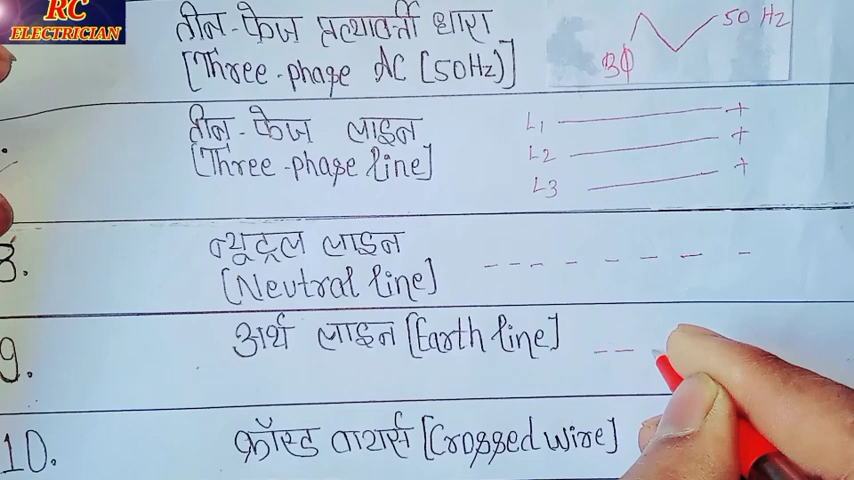 RC
ELECTRICIAN
तीन-फेज प्रत्यावर्ती धारा
[Three-phase AC [50Hz)]
3Φ 50 Hz
तीन-फेज लाइन
[Three-phase line]
L1 +
L2 +
L3 +
8.
न्यूट्रल लाइन
[Neutral line]
9.
अर्थ लाइन [Earth line]
10.
क्रॉस्ड वायर्स [Crossed wire]